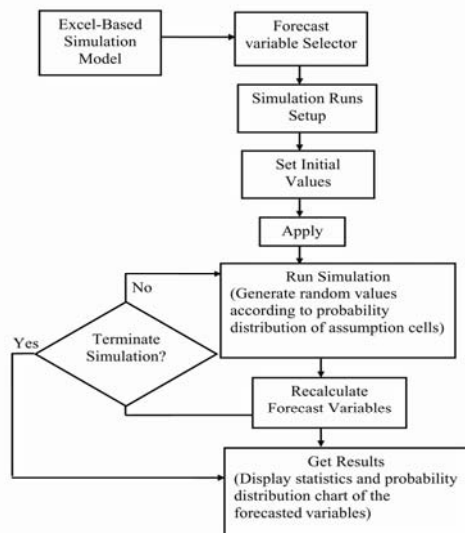 Excel-Based
Simulation
Model
Forecast
variable Selector
Simulation Runs
Setup
Set Initial
Values
Apply
No
Run Simulation
(Generate random values
according to probability
distribution of assumption cells)
Yes
Terminate
Simulation?
Recalculate
Forecast Variables
Get Results
(Display statistics and probability
distribution chart of the
forecasted variables)